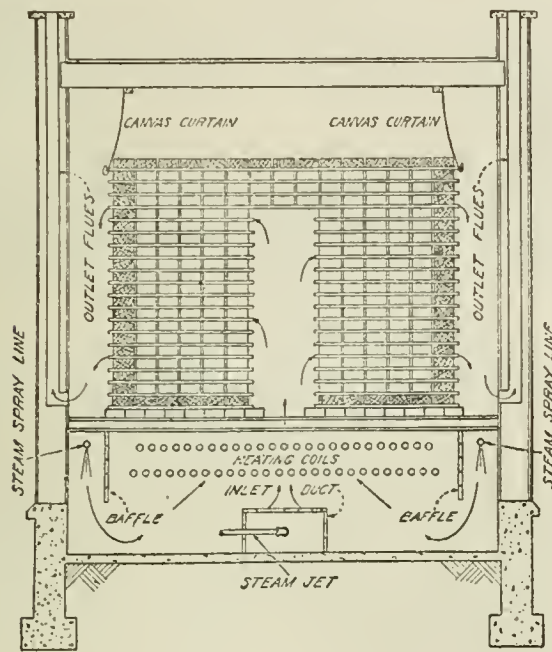 CANVAS CURTAIN
CANVAS CURTAIN
OUTLET FLUES
OUTLET FLUES
STEAM SPRAY LINE
STEAM SPRAY LINE
HEATING COILS
INLET DUCT
BAFFLE
BAFFLE
STEAM JET